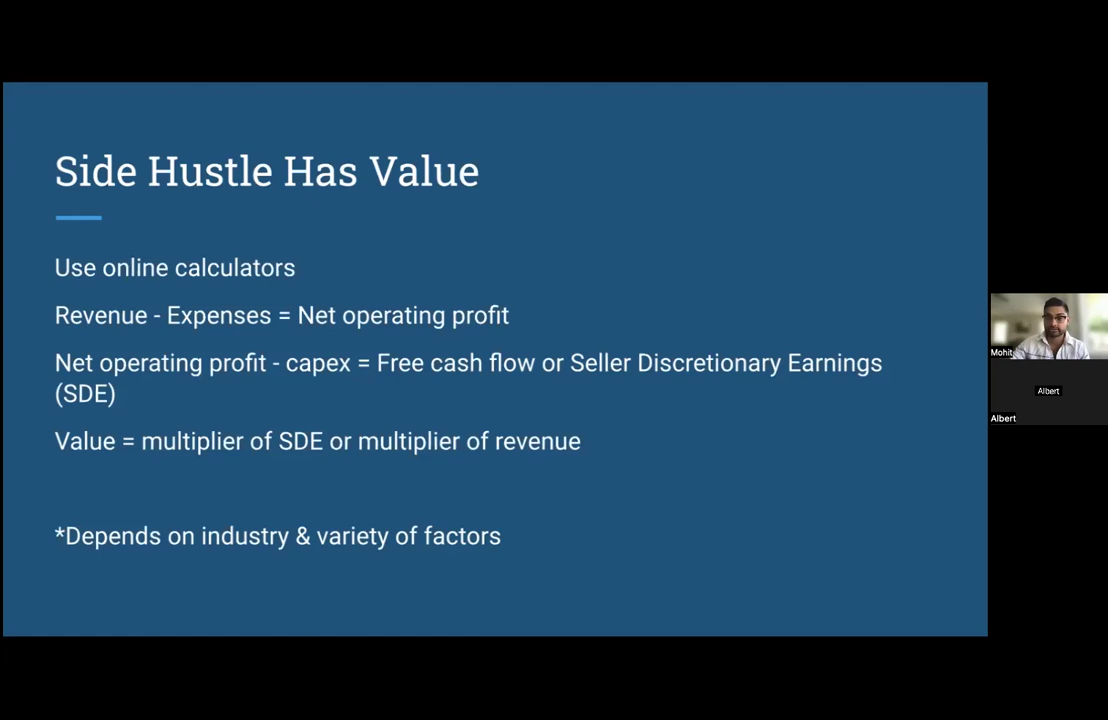 Side Hustle Has Value
Use online calculators
Revenue - Expenses = Net operating profit
Net operating profit - capex = Free cash flow or Seller Discretionary Earnings
(SDE)
Value = multiplier of SDE or multiplier of revenue
*Depends on industry & variety of factors
Mohit
Albert
Albert